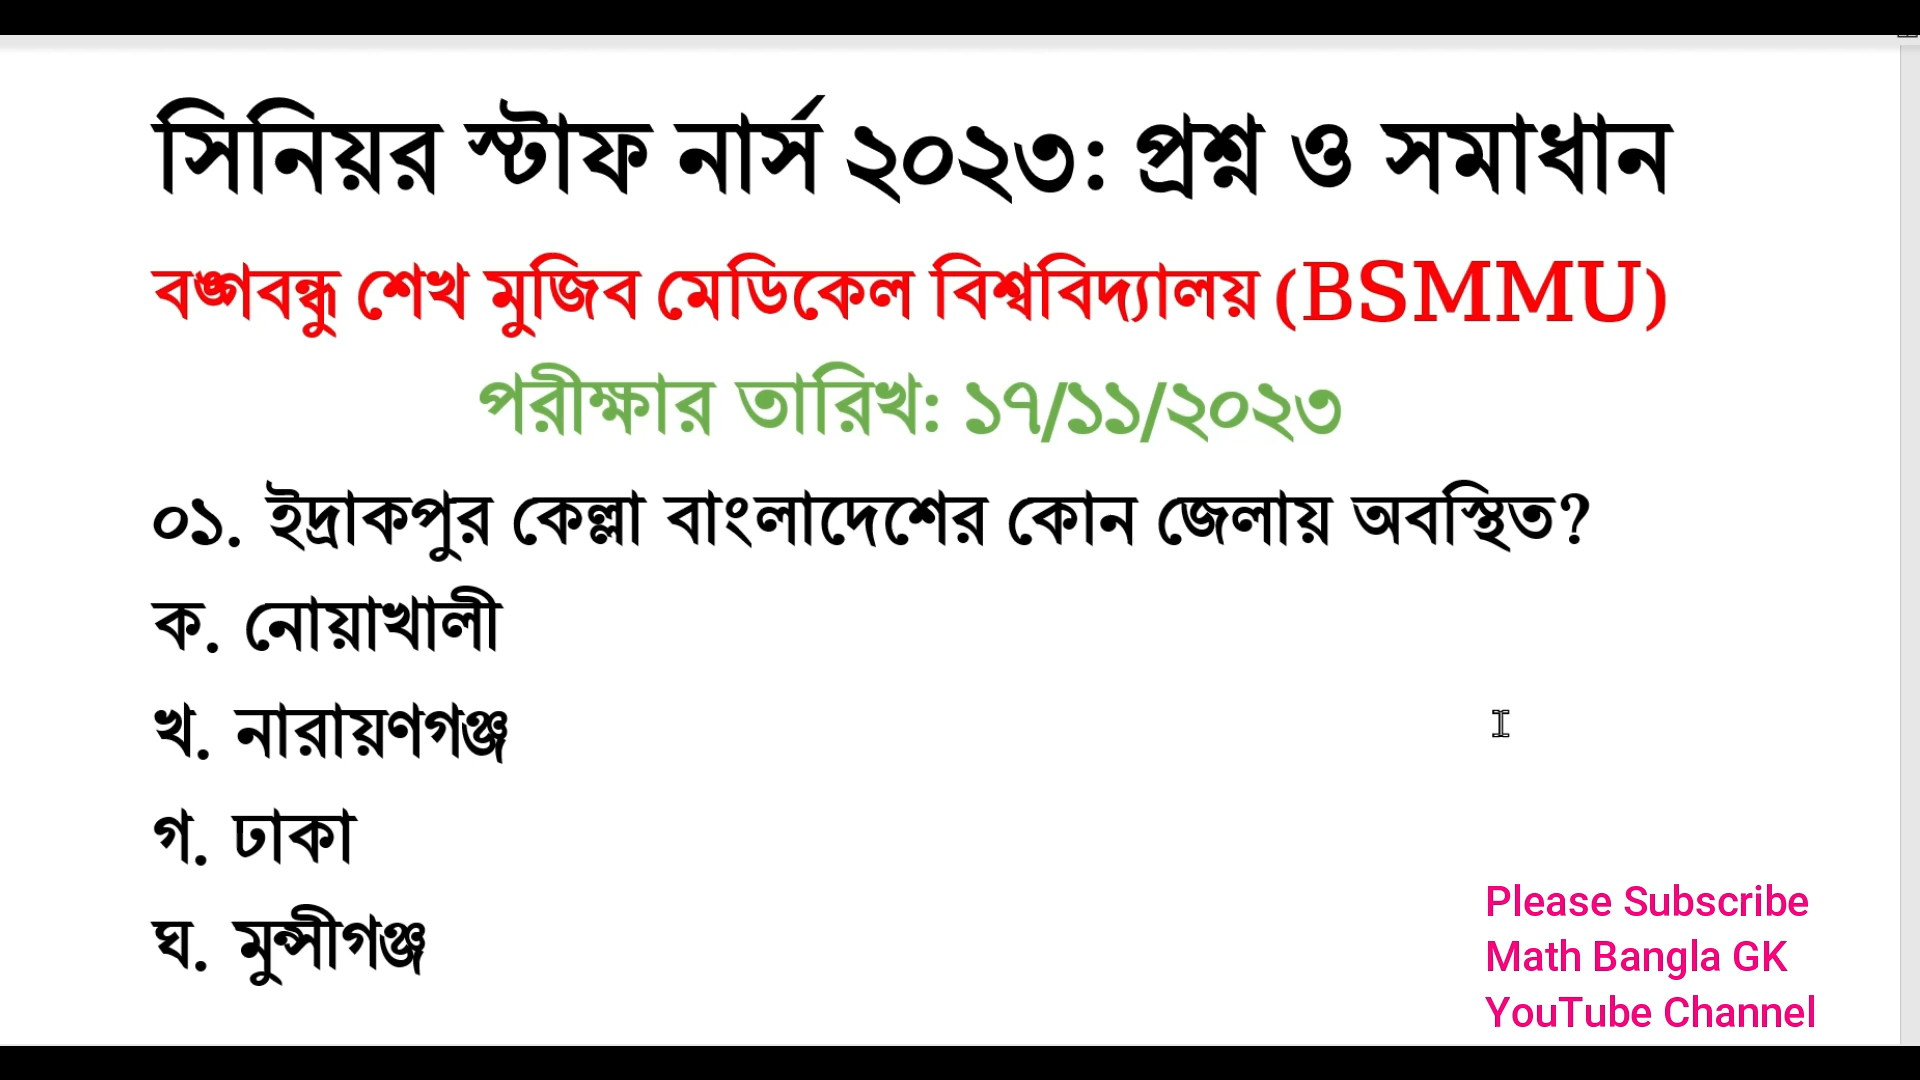 সিনিয়র স্টাফ নার্স ২০২৩: প্রশ্ন ও সমাধান
বঙ্গবন্ধু শেখ মুজিব মেডিকেল বিশ্ববিদ্যালয় (BSMMU)
পরীক্ষার তারিখ: ১৭/১১/২০২৩
০১. ইদ্রাকপুর কেল্লা বাংলাদেশের কোন জেলায় অবস্থিত?
ক. নোয়াখালী
খ. নারায়ণগঞ্জ
গ. ঢাকা
ঘ. মুন্সীগঞ্জ
Please Subscribe
Math Bangla GK
YouTube Channel